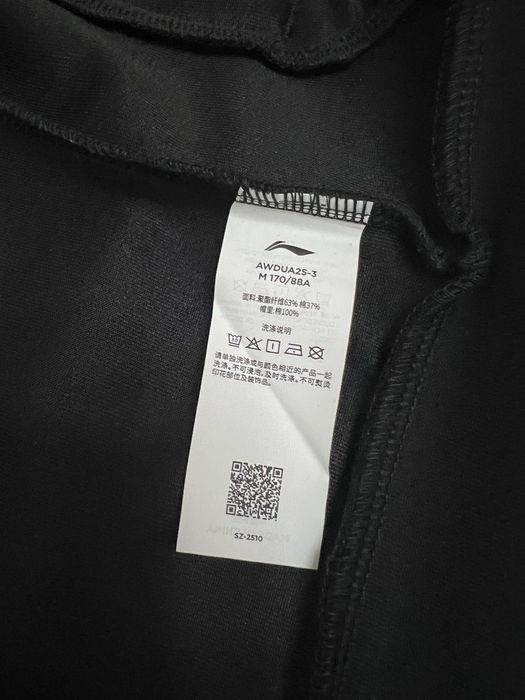 AWDUA25-3
M 170/88A
面料:聚酯纤维63% 棉37%
帽里:棉100%
洗涤说明
请单独洗涤或与颜色相近的产品一起
洗涤。不可浸泡。及时洗涤。不可熨烫
印花部位及装饰品。
SZ-2510